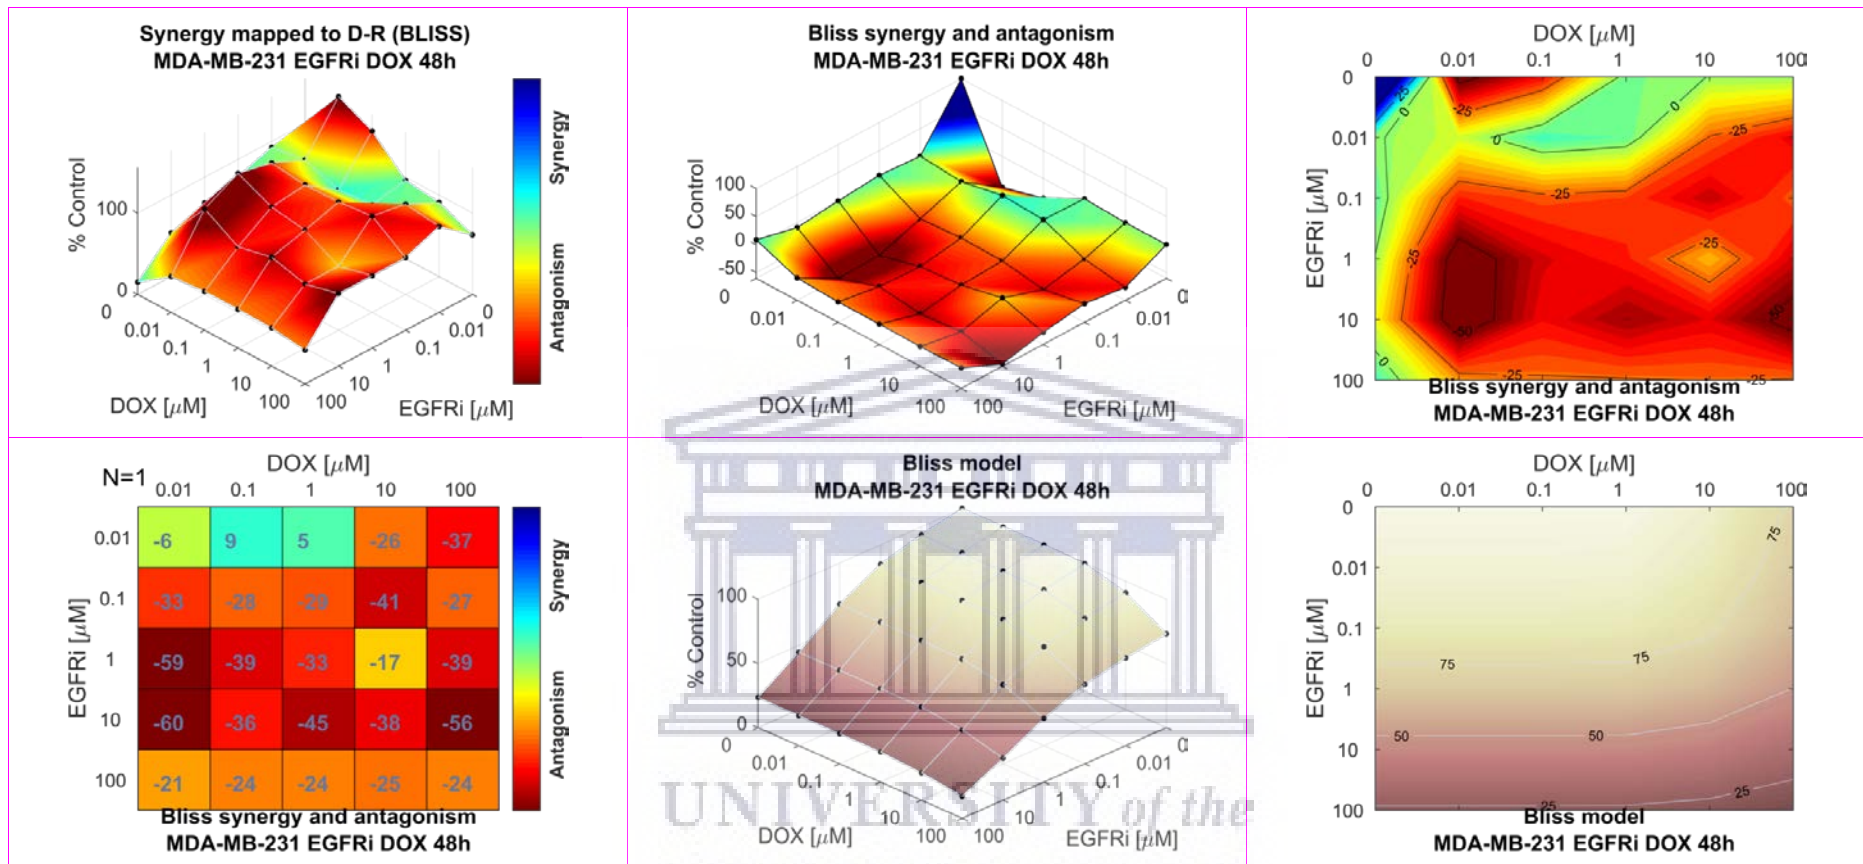 Synergy mapped to D-R (BLISS)
MDA-MB-231 EGFRi DOX 48h
% Control
100
0
0
0.01
0.1
1
10
100
DOX [μM]
100
10
1
0.1
0.01
0
EGFRi [μM]
Synergy
Antagonism
Bliss synergy and antagonism
MDA-MB-231 EGFRi DOX 48h
% Control
100
50
0
-50
0
0.01
0.1
1
10
100
DOX [μM]
100
10
1
0.1
0.01
0
EGFRi [μM]
DOX [μM]
0 0.01 0.1 1 10 100
EGFRi [μM]
0
0.01
0.1
1
10
100
25
0
-25
0
0
-25
-25
-25
-25
-50
-50
0
-25
-25
Bliss synergy and antagonism
MDA-MB-231 EGFRi DOX 48h
N=1
DOX [μM]
0.01 0.1 1 10 100
EGFRi [μM]
0.01 -6 9 5 -26 -37
0.1 -33 -28 -29 -41 -27
1 -59 -39 -33 -17 -39
10 -60 -36 -45 -38 -56
100 -21 -24 -24 -25 -24
Synergy
Antagonism
Bliss synergy and antagonism
MDA-MB-231 EGFRi DOX 48h
Bliss model
MDA-MB-231 EGFRi DOX 48h
% Control
100
50
0
0
0.01
0.1
1
10
100
DOX [μM]
100
10
1
0.1
0.01
0
EGFRi [μM]
UNIVERSITY of the
DOX [μM]
0 0.01 0.1 1 10 100
EGFRi [μM]
0
0.01
0.1
1
10
100
75
75
75
50
50
25
25
Bliss model
MDA-MB-231 EGFRi DOX 48h